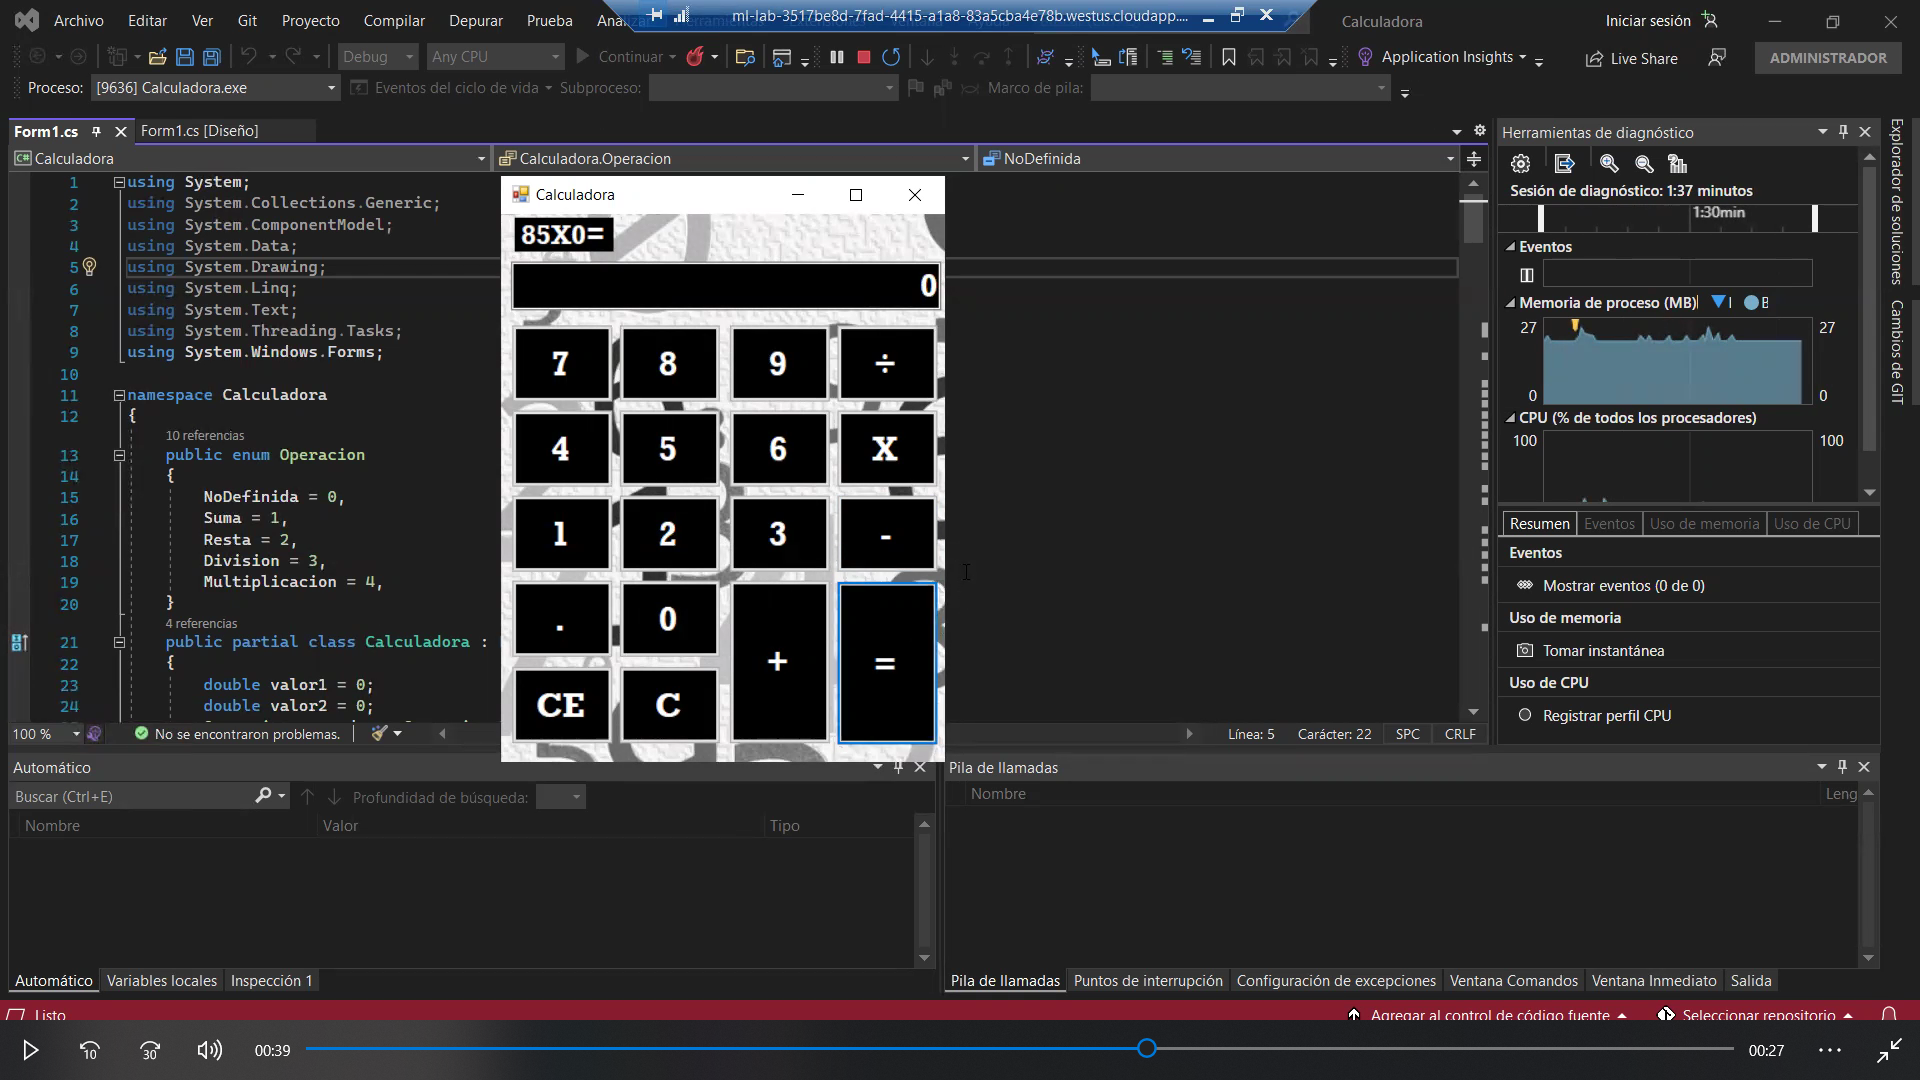 Archivo Editar Ver Git Proyecto Compilar Depurar Prueba
ml-lab-3517be8d-7fad-4415-a1a8-83a5cba4e78b.westus.cloudapp....
Calculadora
Iniciar sesión
Debug Any CPU Continuar Application Insights Live Share ADMINISTRADOR
Proceso: [9636] Calculadora.exe Eventos del ciclo de vida Subproceso: Marco de pila:
Form1.cs Form1.cs [Diseño]
Calculadora Calculadora.Operacion NoDefinida
1 using System;
2 using System.Collections.Generic;
3 using System.ComponentModel;
4 using System.Data;
5 using System.Drawing;
6 using System.Linq;
7 using System.Text;
8 using System.Threading.Tasks;
9 using System.Windows.Forms;
10
11 namespace Calculadora
12 {
10 referencias
13 public enum Operacion
14 {
15 NoDefinida = 0,
16 Suma = 1,
17 Resta = 2,
18 Division = 3,
19 Multiplicacion = 4,
20 }
4 referencias
21 public partial class Calculadora :
22 {
23 double valor1 = 0;
24 double valor2 = 0;
100 % No se encontraron problemas. Línea: 5 Carácter: 22 SPC CRLF
Calculadora
85X0=
0
7 8 9 ÷
4 5 6 X
1 2 3 -
. 0 + =
CE C
Herramientas de diagnóstico
Sesión de diagnóstico: 1:37 minutos
1:30min
Eventos
Memoria de proceso (MB)
27 27
0 0
CPU (% de todos los procesadores)
100 100
Resumen Eventos Uso de memoria Uso de CPU
Eventos
Mostrar eventos (0 de 0)
Uso de memoria
Tomar instantánea
Uso de CPU
Registrar perfil CPU
Explorador de soluciones
Cambios de GIT
Automático
Buscar (Ctrl+E) Profundidad de búsqueda:
Nombre Valor Tipo
Automático Variables locales Inspección 1
Pila de llamadas
Nombre Leng
Pila de llamadas Puntos de interrupción Configuración de excepciones Ventana Comandos Ventana Inmediato Salida
Listo Agregar al control de código fuente Seleccionar repositorio
10 30 00:39 00:27